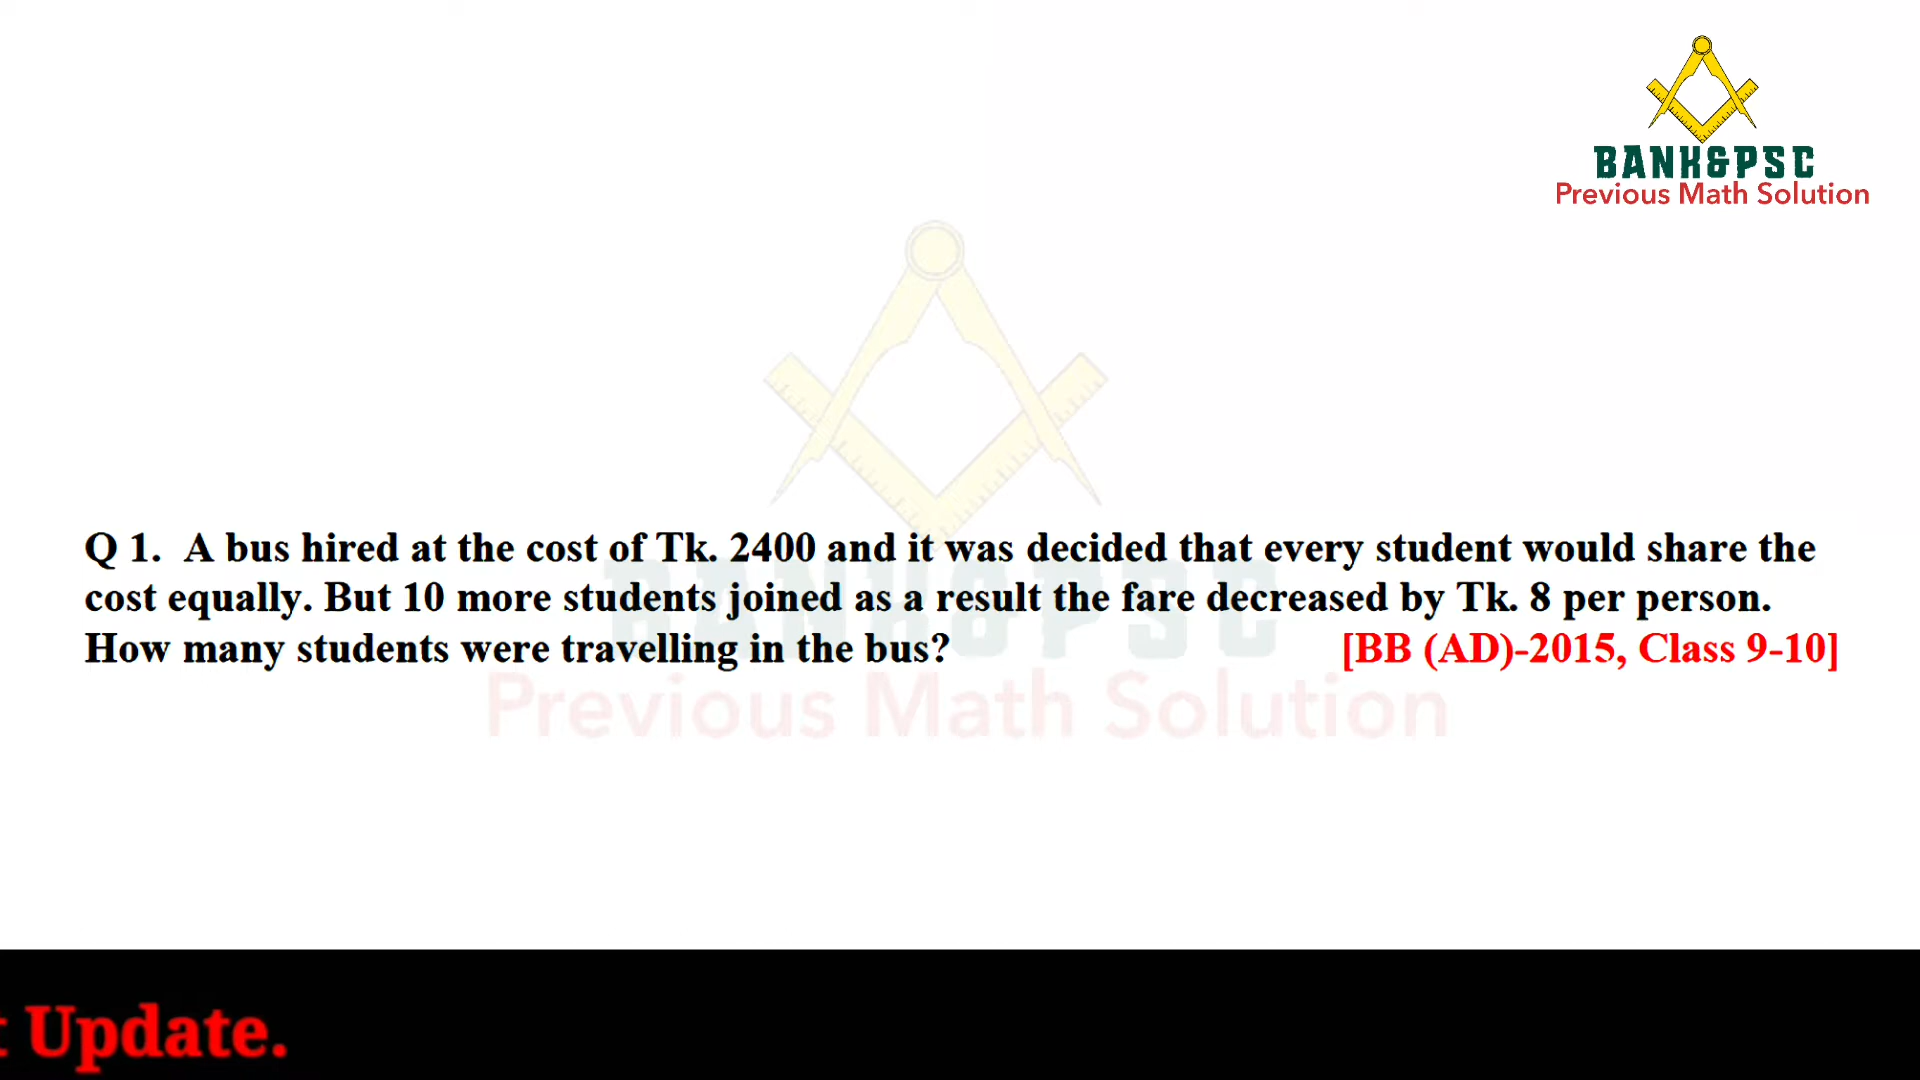 BANK&PSC
Previous Math Solution
Q 1. A bus hired at the cost of Tk. 2400 and it was decided that every student would share the
cost equally. But 10 more students joined as a result the fare decreased by Tk. 8 per person.
How many students were travelling in the bus? [BB (AD)-2015, Class 9-10]
BANK&PSC
Previous Math Solution
Update.